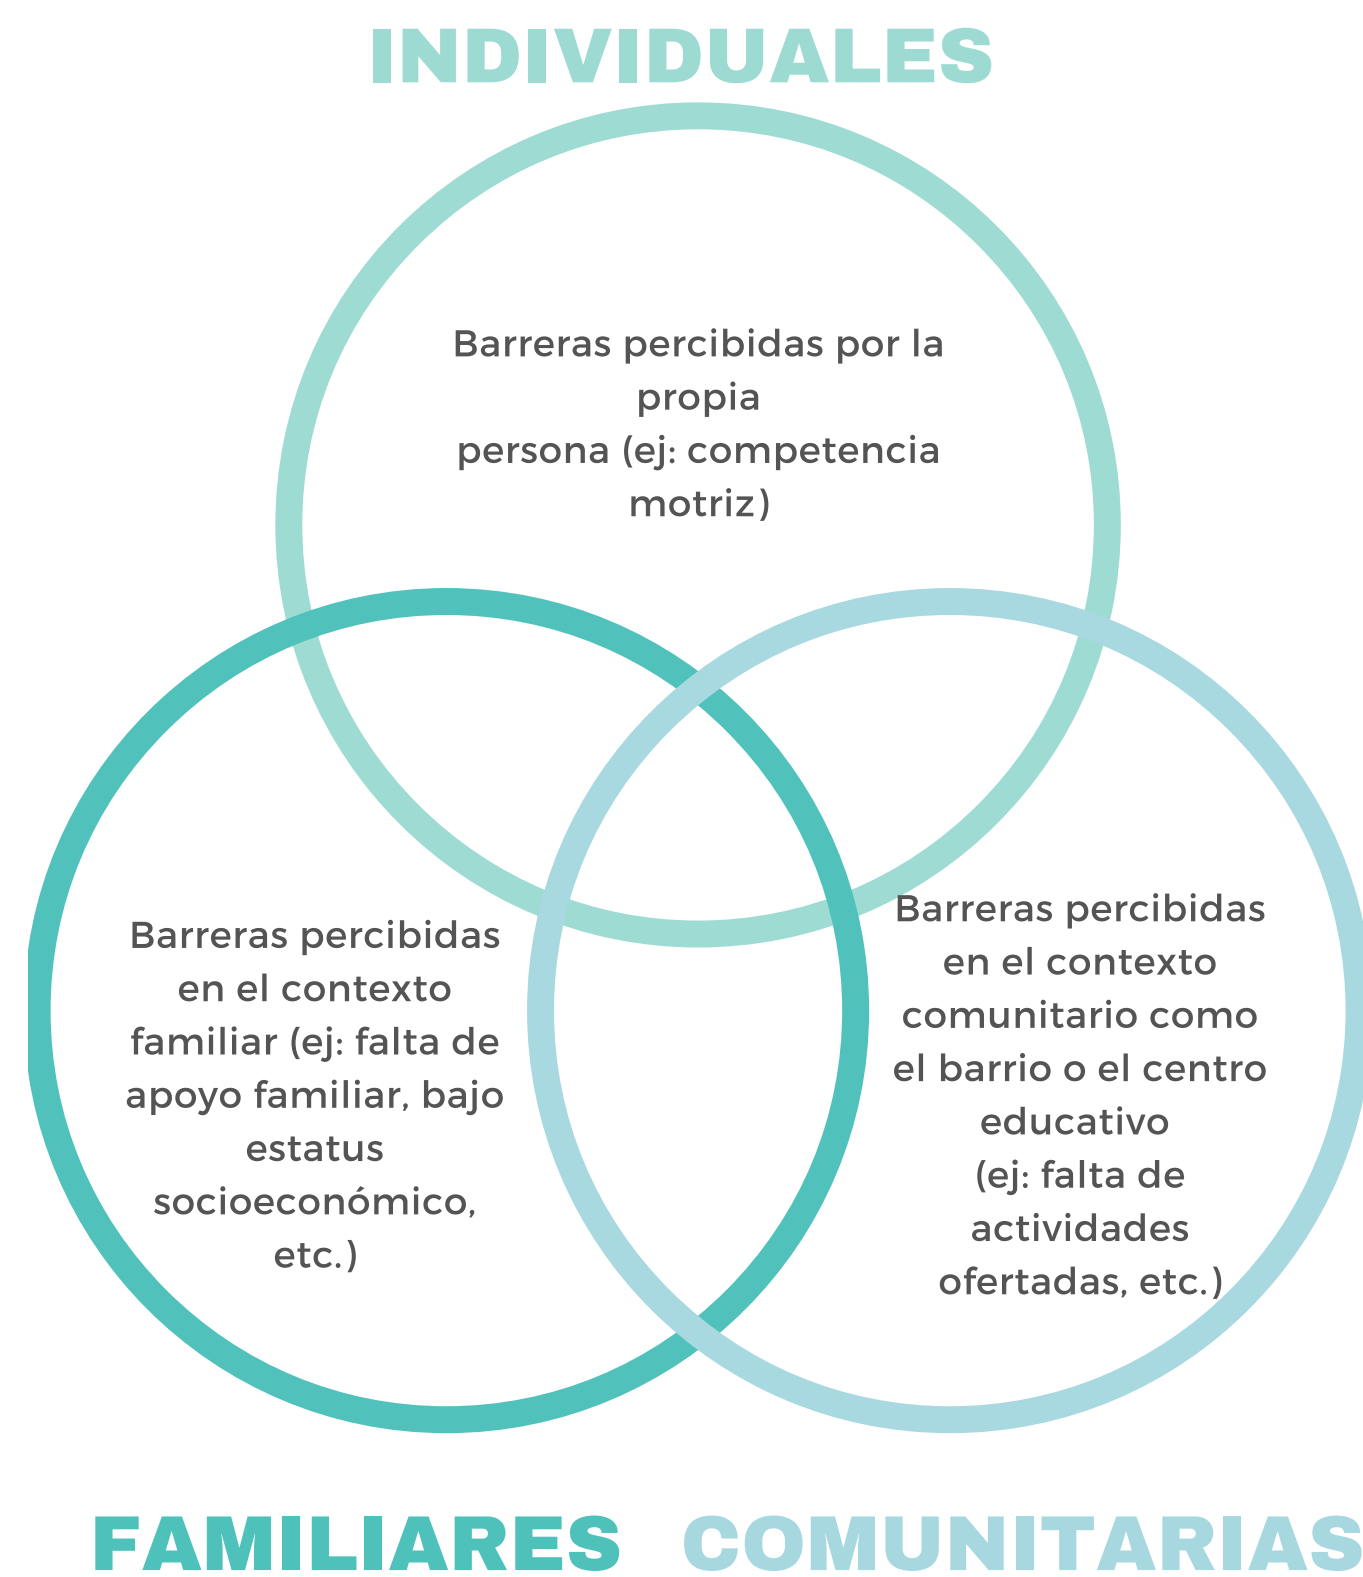 INDIVIDUALES
Barreras percibidas por la
propia
persona (ej: competencia
motriz)
Barreras percibidas
en el contexto
familiar (ej: falta de
apoyo familiar, bajo
estatus
socioeconómico,
etc.)
Barreras percibidas
en el contexto
comunitario como
el barrio o el centro
educativo
(ej: falta de
actividades
ofertadas, etc.)
FAMILIARES
COMUNITARIAS